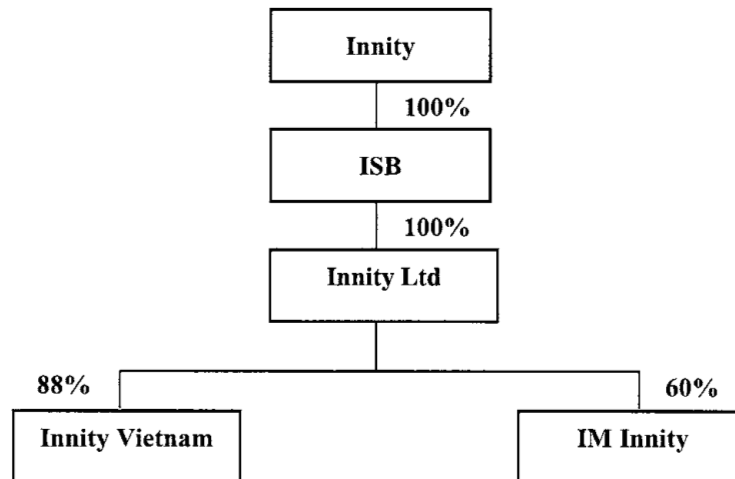 Innity
100%
ISB
100%
Innity Ltd
88%
60%
Innity Vietnam
IM Innity